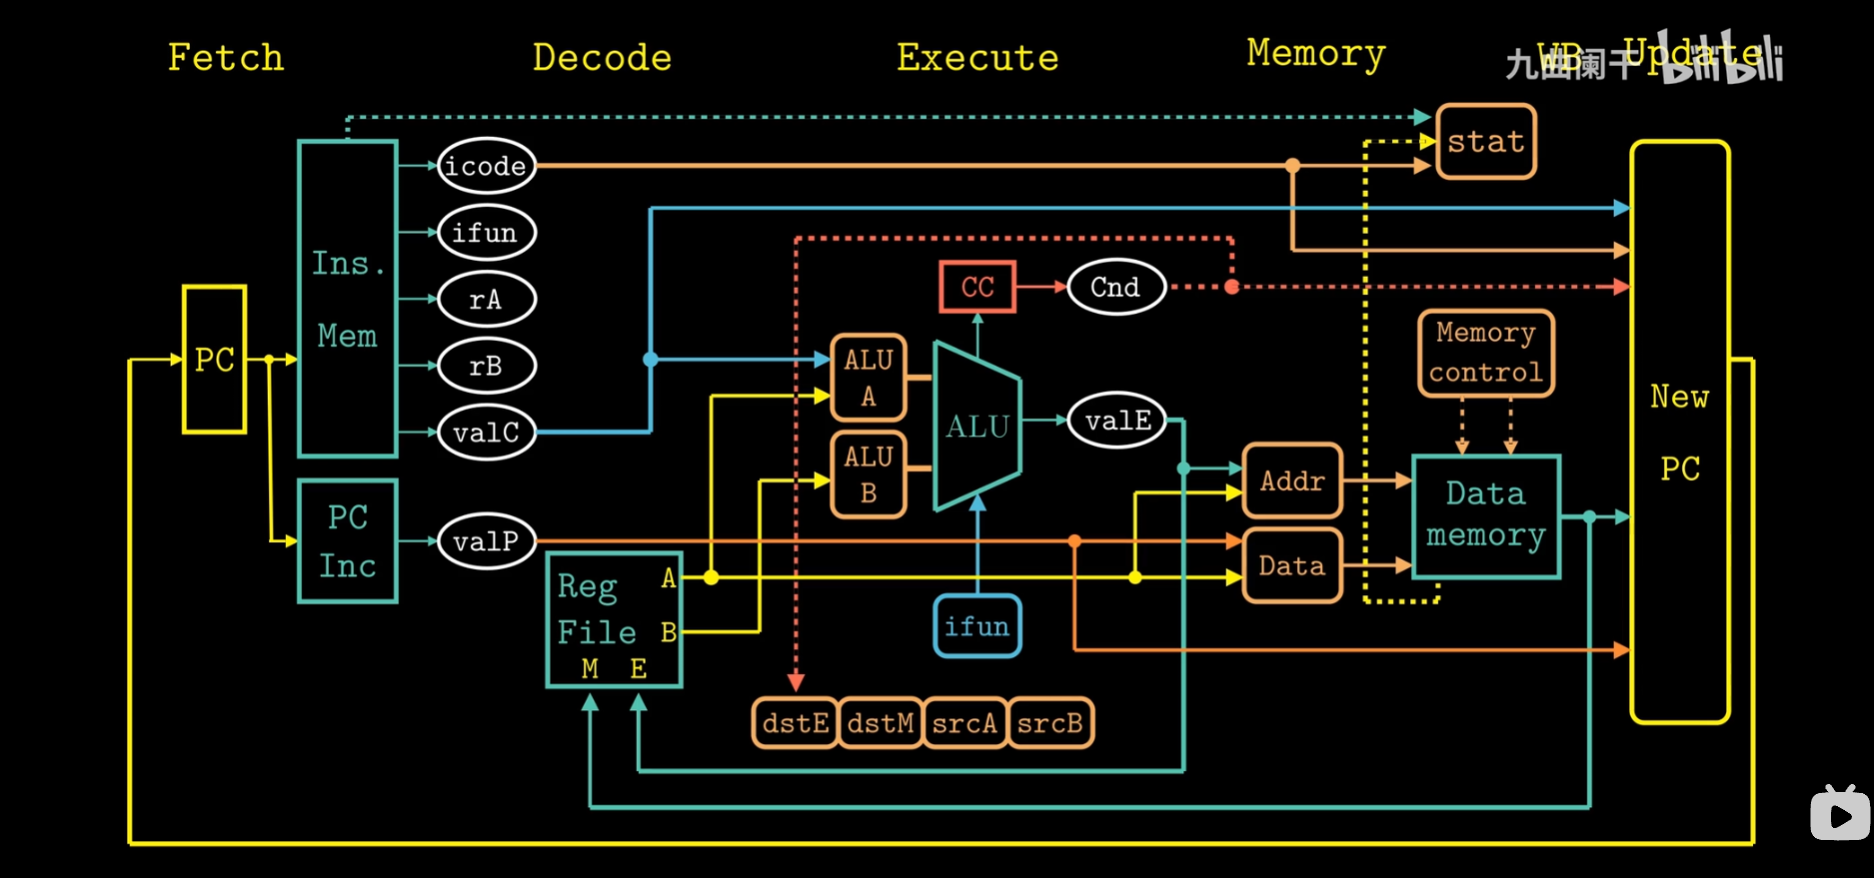 Fetch
Decode
Execute
Memory
WB
Update
九曲阑干
bilibili
stat
icode
ifun
rA
rB
valC
Ins.
Mem
PC
PC
Inc
valP
CC
Cnd
ALU
A
ALU
B
ALU
valE
ifun
Reg
File
A
B
M
E
dstE
dstM
srcA
srcB
Memory
control
Addr
Data
Data
memory
New
PC